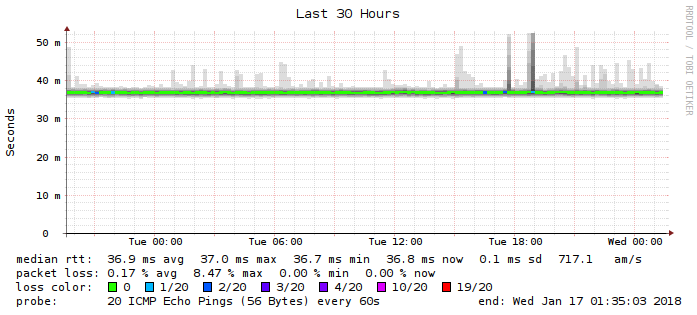 Last 30 Hours
RRDTOOL / TOBI OETIKER
Seconds
50 m
40 m
30 m
20 m
10 m
0
Tue 00:00 Tue 06:00 Tue 12:00 Tue 18:00 Wed 00:00
median rtt: 36.9 ms avg 37.0 ms max 36.7 ms min 36.8 ms now 0.1 ms sd 717.1 am/s
packet loss: 0.17 % avg 8.47 % max 0.00 % min 0.00 % now
loss color: 0 1/20 2/20 3/20 4/20 10/20 19/20
probe: 20 ICMP Echo Pings (56 Bytes) every 60s end: Wed Jan 17 01:35:03 2018